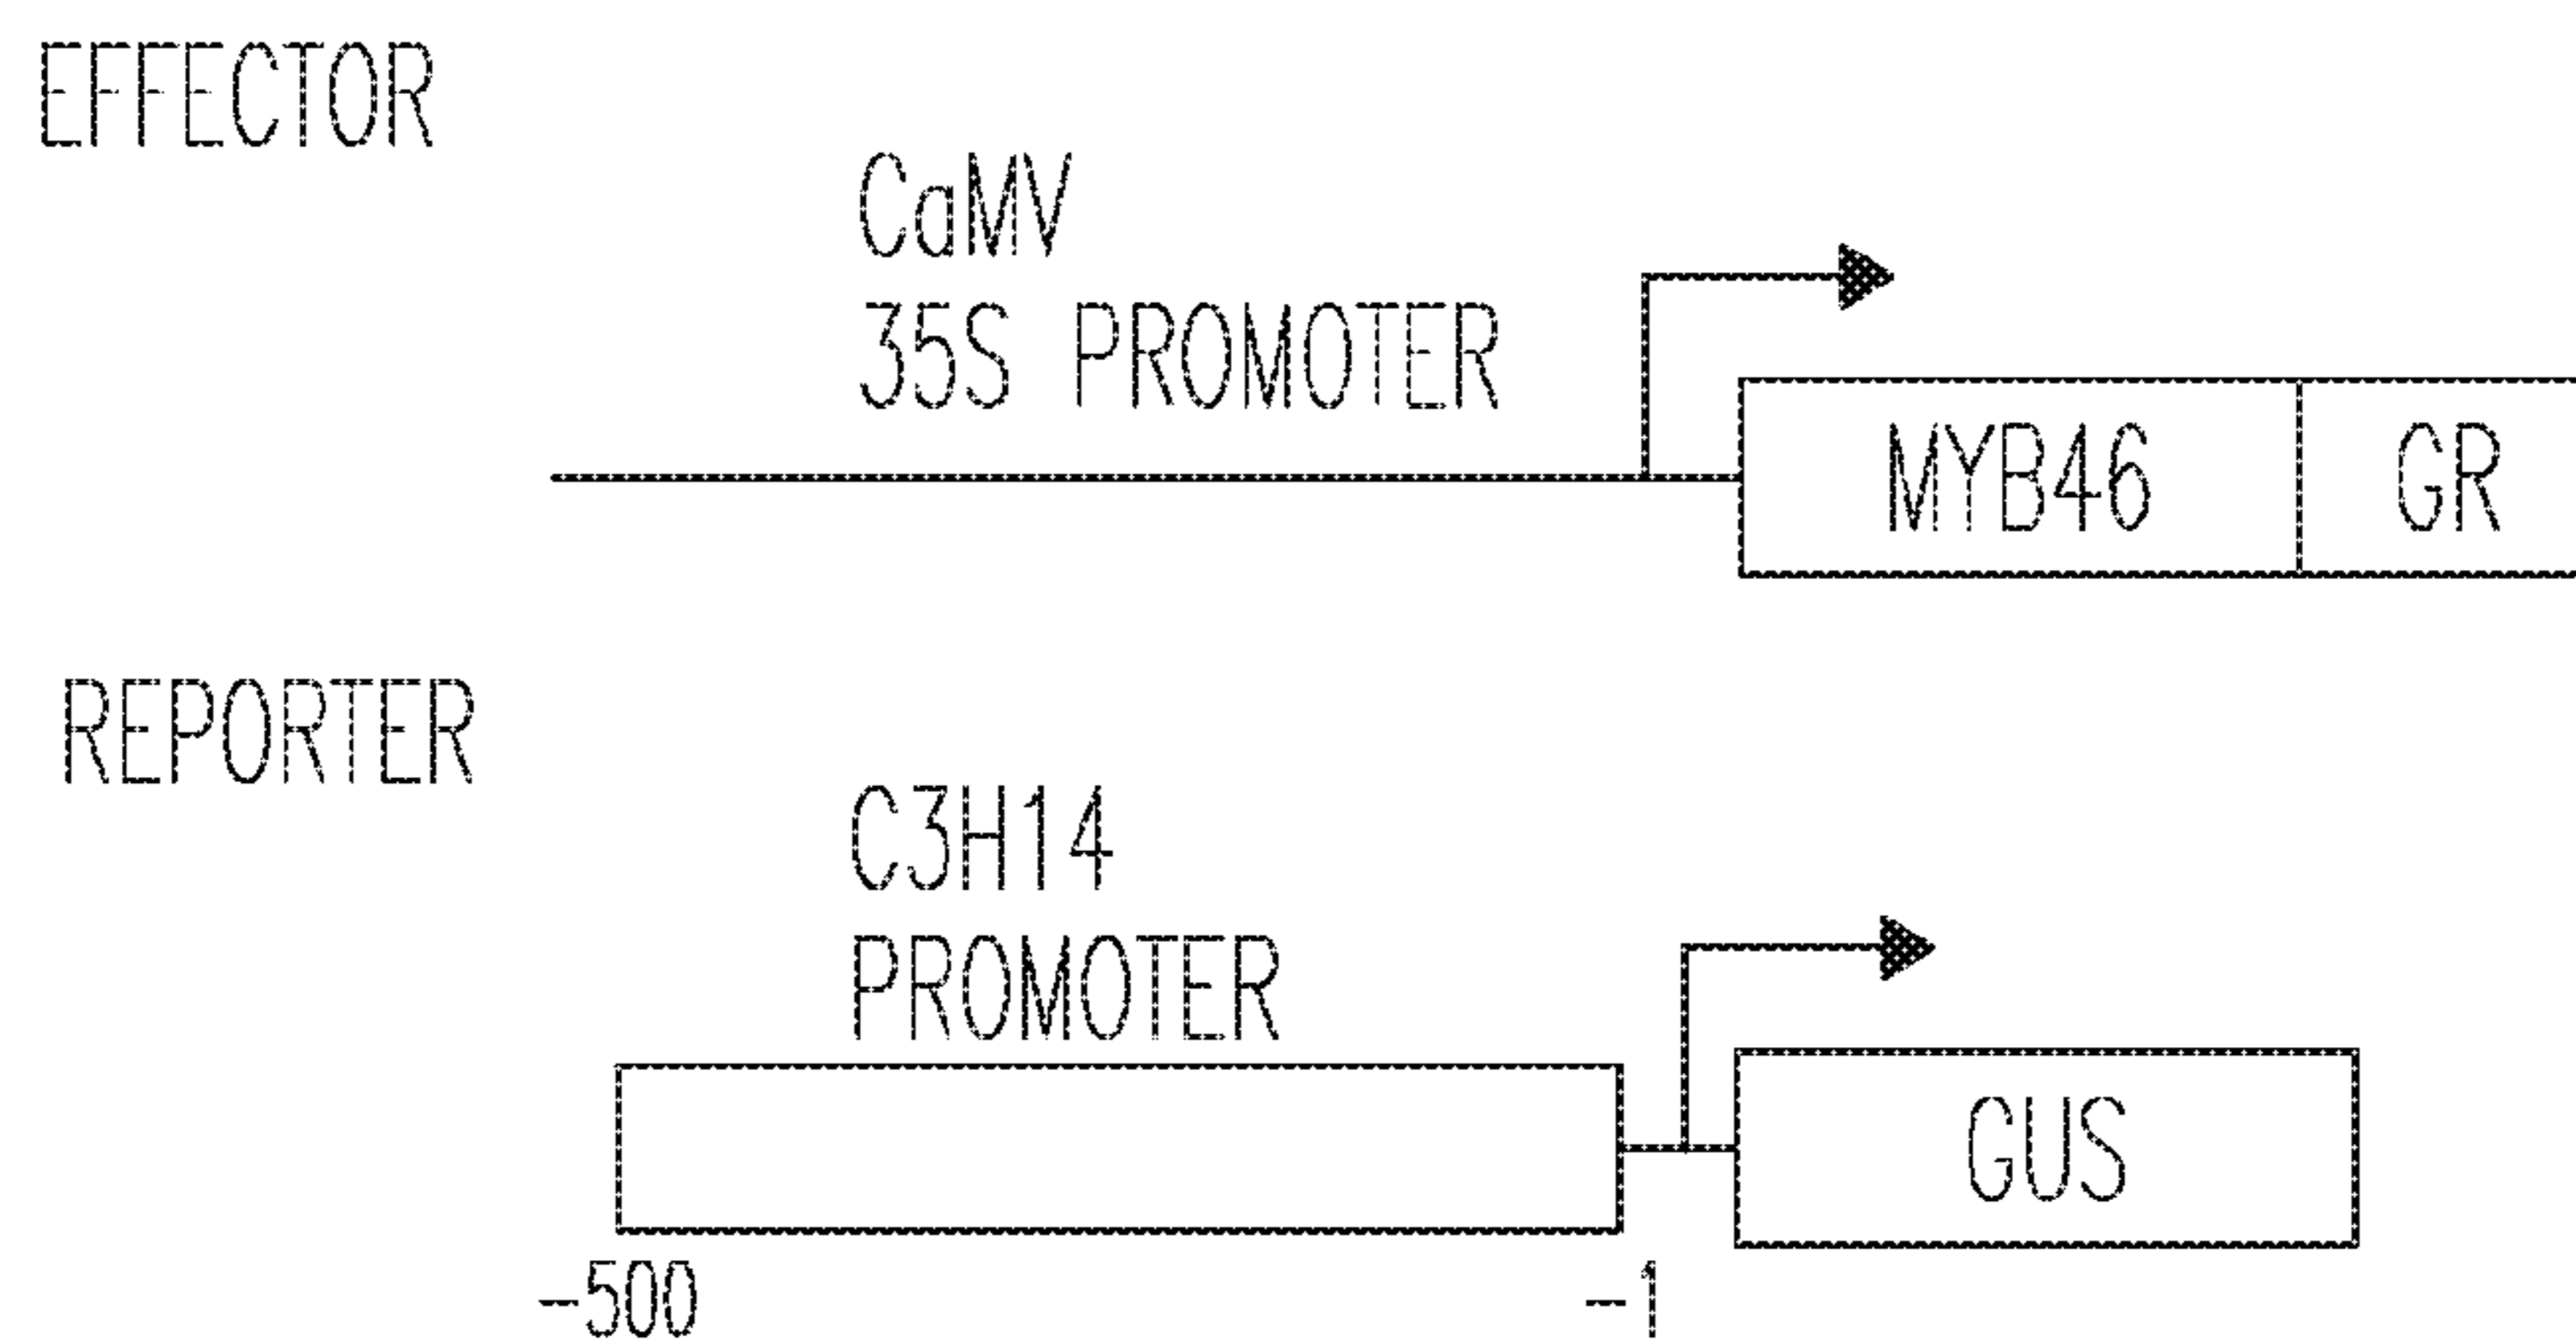 EFFECTOR
CaMV
35S PROMOTER
MYB46 GR
REPORTER
C3H14
PROMOTER
GUS
-500 -1